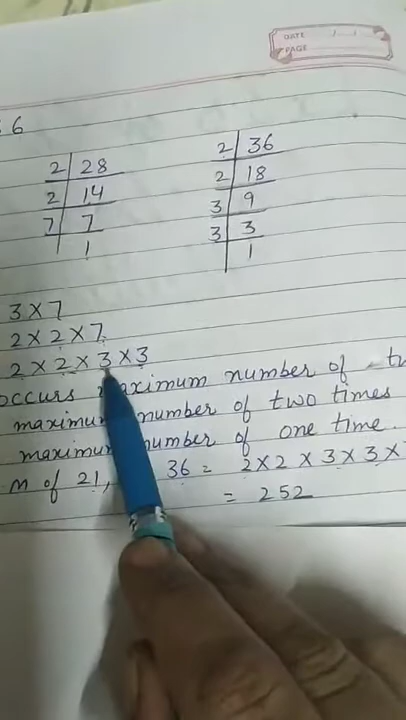 DATE / /
PAGE
6
2 28
2 14
7 7
1
2 36
2 18
3 9
3 3
1
3 × 7
2 × 2 × 7
2 × 2 × 3 × 3
occurs maximum number of
maximum number of two times
maximum number of one time.
m of 21, 36 = 2 × 2 × 3 × 3 ×
= 252